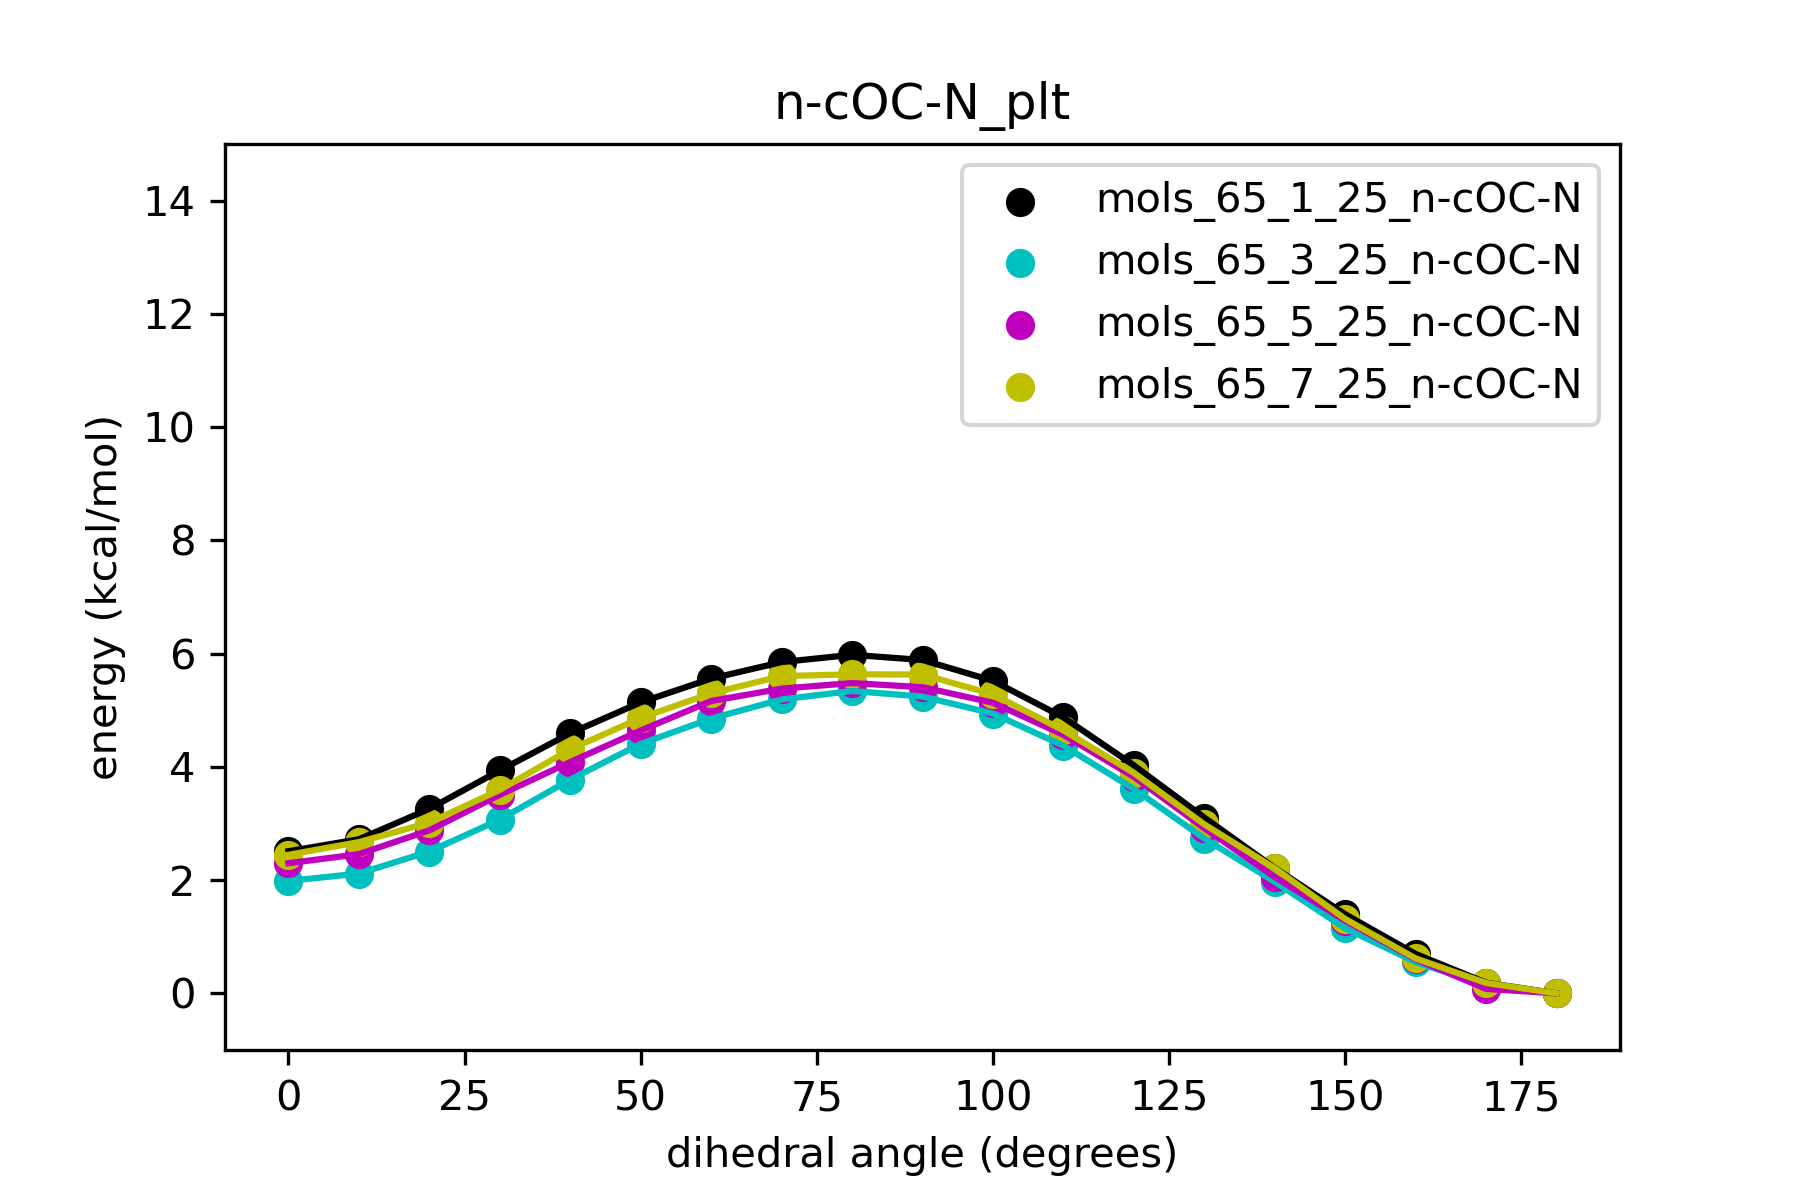 n-cOC-N_plt
mols_65_1_25_n-cOC-N
mols_65_3_25_n-cOC-N
mols_65_5_25_n-cOC-N
mols_65_7_25_n-cOC-N
energy (kcal/mol)
14
12
10
8
6
4
2
0
0 25 50 75 100 125 150 175
dihedral angle (degrees)